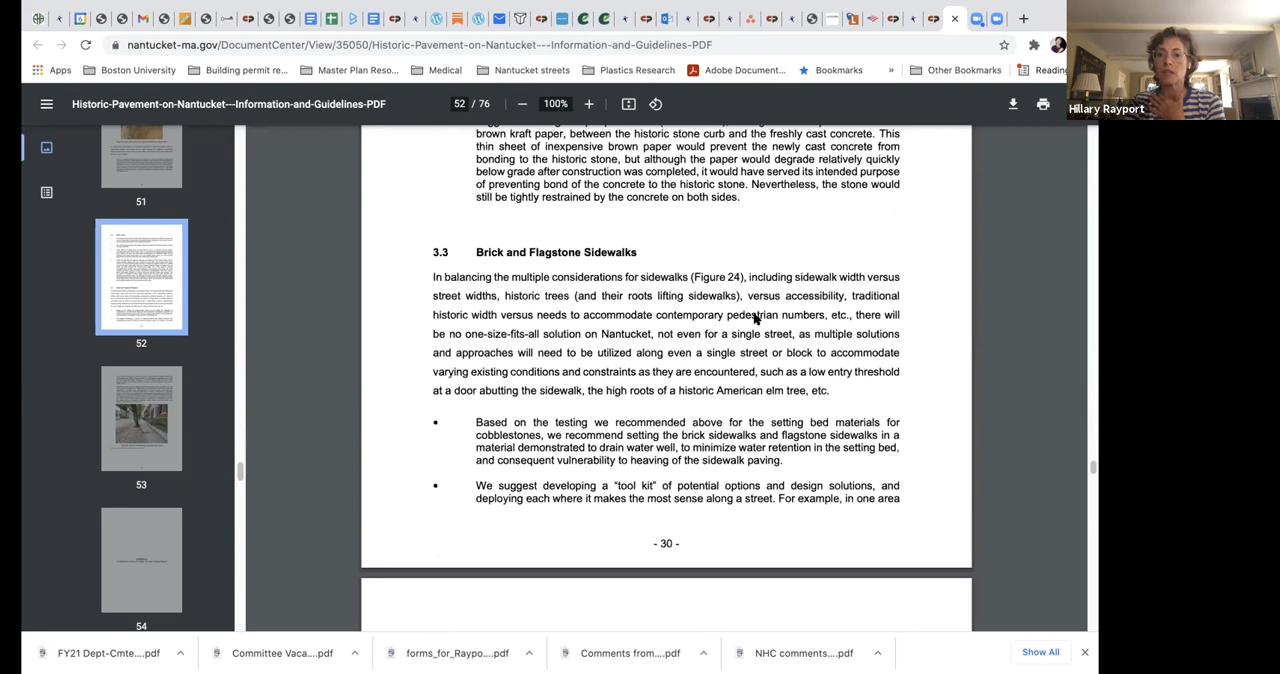 nantucket-ma.gov/DocumentCenter/View/35050/Historic-Pavement-on-Nantucket---Information-and-Guidelines-PDF
Apps
Boston University
Building permit re...
Master Plan Reso...
Medical
Nantucket streets
Plastics Research
Adobe Document...
Bookmarks
»
Other Bookmarks
Reading
Hillary Rayport
Historic-Pavement-on-Nantucket---Information-and-Guidelines-PDF
52 / 76
100%
51
52
53
54
brown kraft paper, between the historic stone curb and the freshly cast concrete. This
thin sheet of inexpensive brown paper would prevent the newly cast concrete from
bonding to the historic stone, but although the paper would degrade relatively quickly
below grade after construction was completed, it would have served its intended purpose
of preventing bond of the concrete to the historic stone. Nevertheless, the stone would
still be tightly restrained by the concrete on both sides.
3.3 Brick and Flagstone Sidewalks
In balancing the multiple considerations for sidewalks (Figure 24), including sidewalk width versus
street widths, historic trees (and their roots lifting sidewalks), versus accessibility, traditional
historic width versus needs to accommodate contemporary pedestrian numbers, etc., there will
be no one-size-fits-all solution on Nantucket, not even for a single street, as multiple solutions
and approaches will need to be utilized along even a single street or block to accommodate
varying existing conditions and constraints as they are encountered, such as a low entry threshold
at a door abutting the sidewalk, the high roots of a historic American elm tree, etc.
• Based on the testing we recommended above for the setting bed materials for
cobblestones, we recommend setting the brick sidewalks and flagstone sidewalks in a
material demonstrated to drain water well, to minimize water retention in the setting bed,
and consequent vulnerability to heaving of the sidewalk paving.
• We suggest developing a "tool kit" of potential options and design solutions, and
deploying each where it makes the most sense along a street. For example, in one area
- 30 -
FY21 Dept-Cmte....pdf
Committee Vaca....pdf
forms_for_Raypo....pdf
Comments from....pdf
NHC comments....pdf
Show All